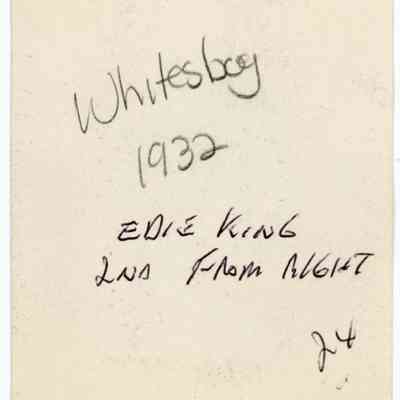 Whitesbog
1932
EDIE KING
2ND FROM RIGHT
24